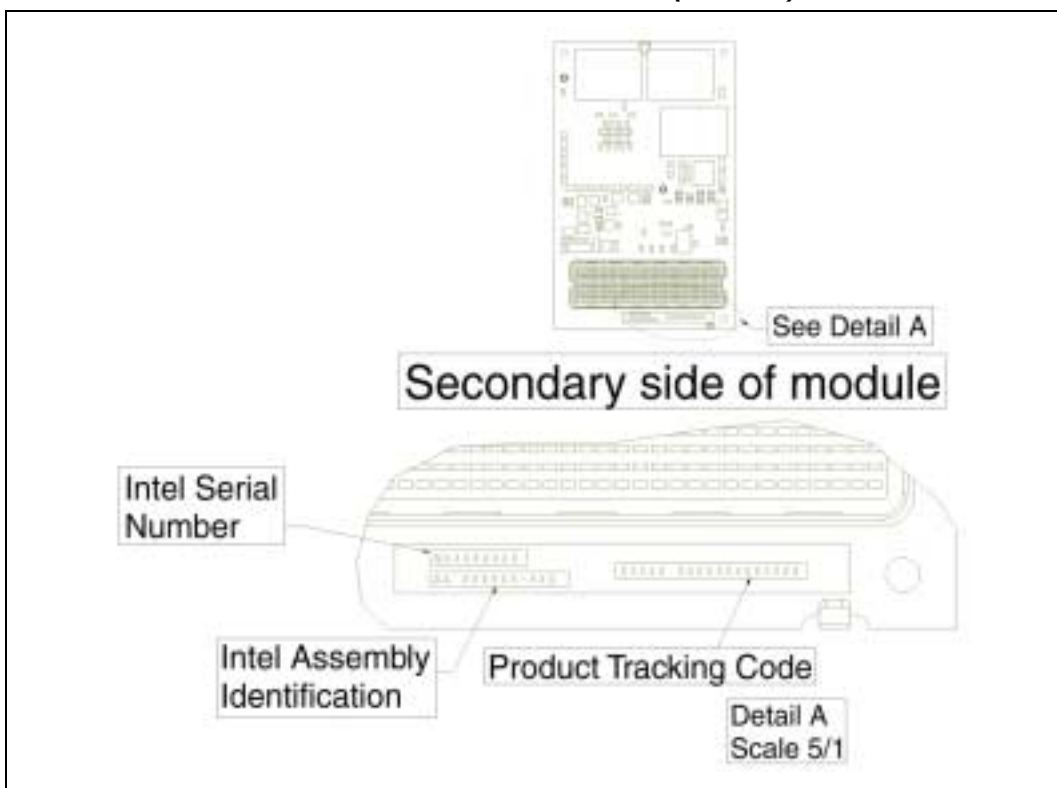 See Detail A
Secondary side of module
Intel Serial
Number
Intel Assembly
Identification
Product Tracking Code
Detail A
Scale 5/1